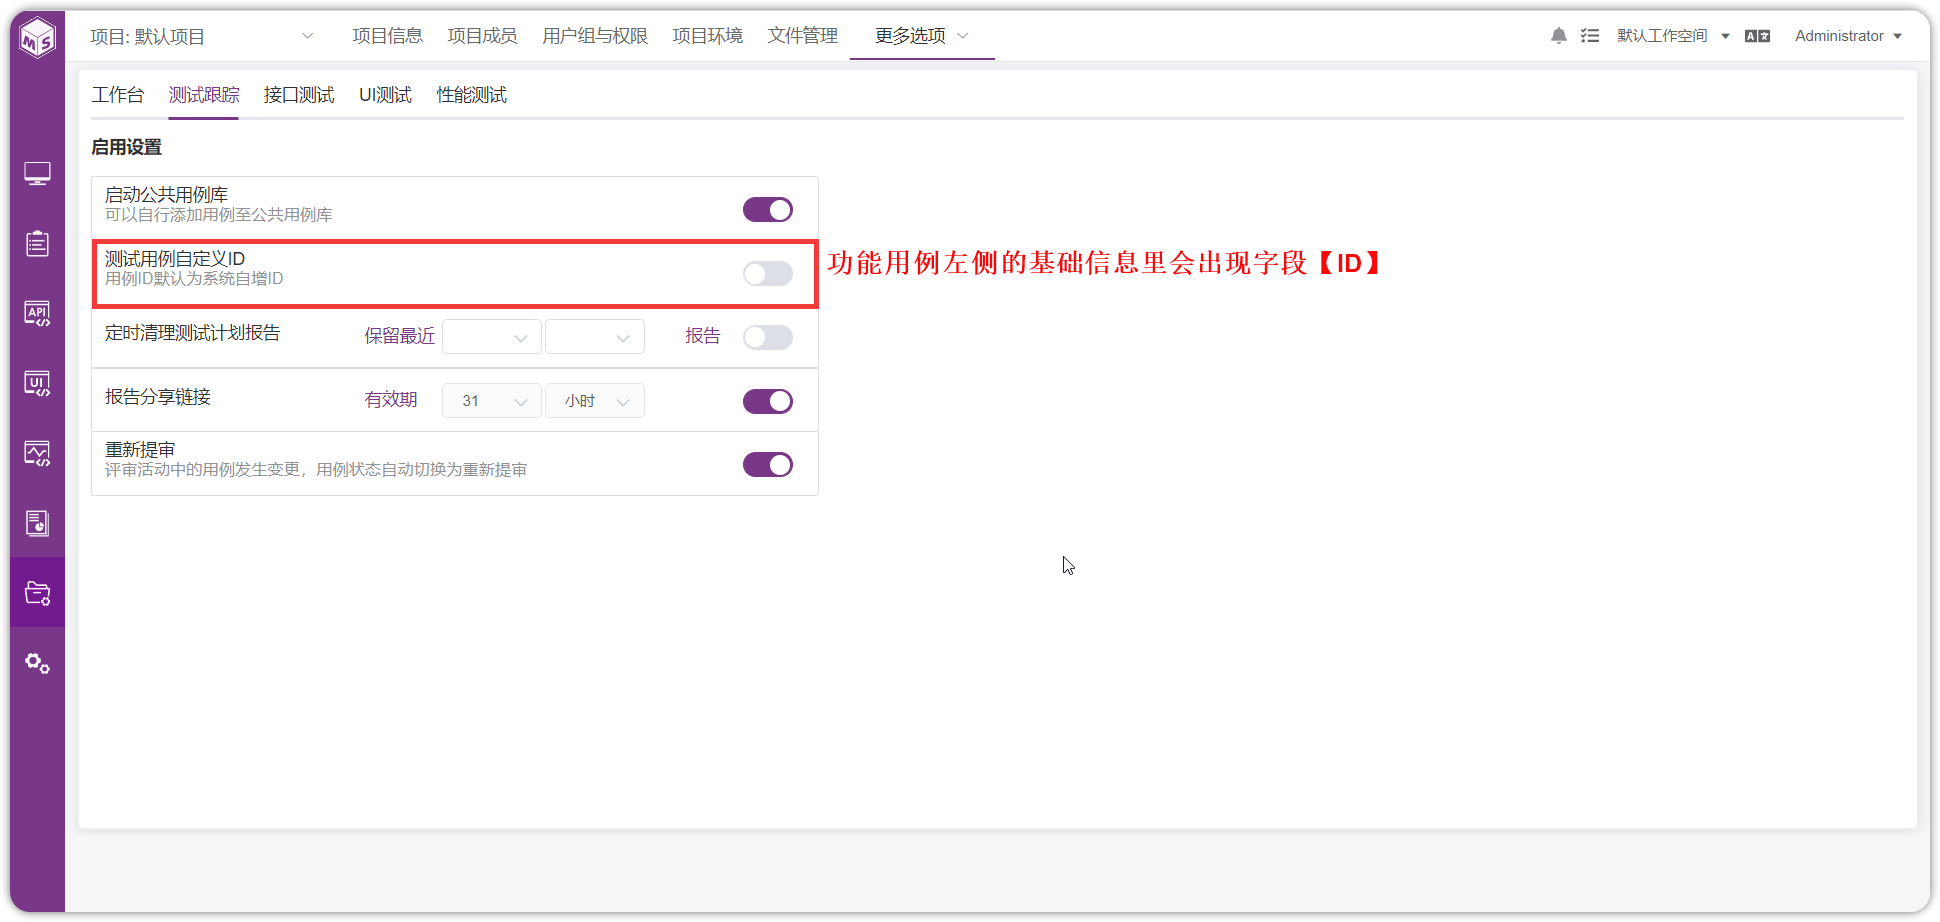 MS
项目: 默认项目
项目信息 项目成员 用户组与权限 项目环境 文件管理 更多选项
默认工作空间
A文
Administrator
工作台 测试跟踪 接口测试 UI测试 性能测试
启用设置
启动公共用例库
可以自行添加用例至公共用例库
测试用例自定义ID
用例ID默认为系统自增ID
功能用例左侧的基础信息里会出现字段【ID】
定时清理测试计划报告 保留最近 报告
报告分享链接 有效期 31 小时
重新提审
评审活动中的用例发生变更，用例状态自动切换为重新提审
API
UI